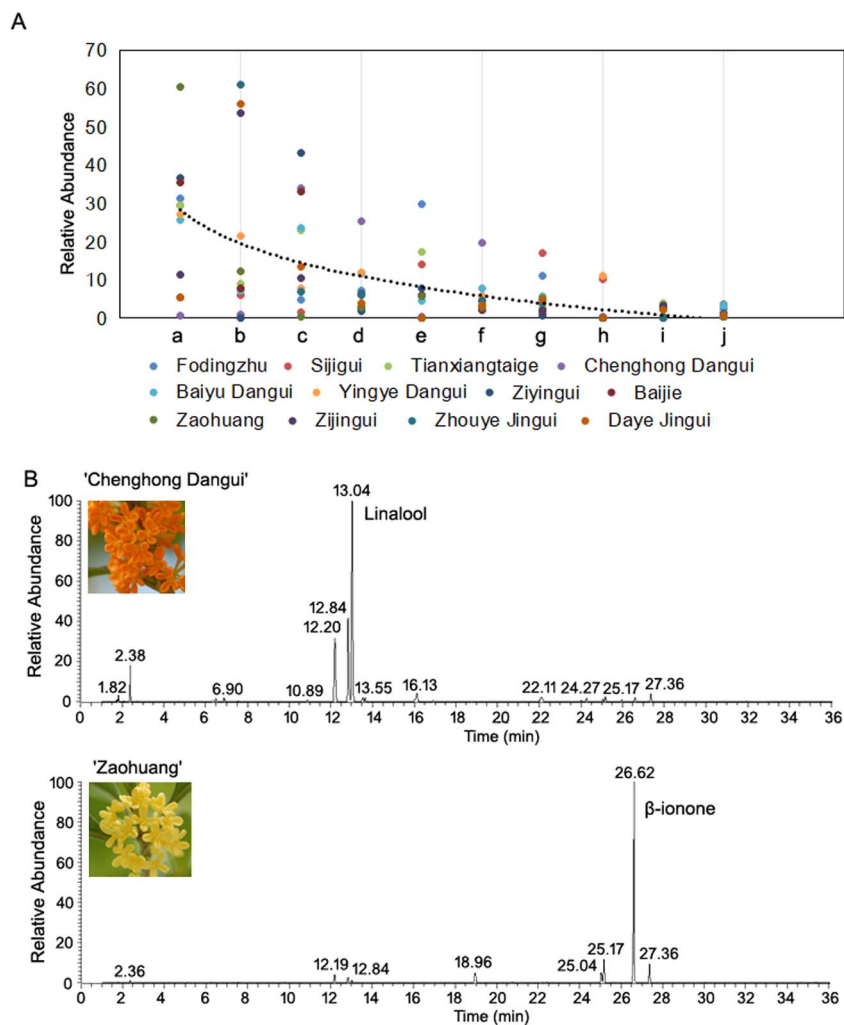 A
70
60
50
40
30
20
10
0
Relative Abundance
a b c d e f g h i j
Fodingzhu Sijigui Tianxiangtaige Chenghong Dangui
Baiyu Dangui Yingye Dangui Ziyingui Baijie
Zaohuang Zijingui Zhouye Jingui Daye Jingui
B
'Chenghong Dangui'
100
80
60
40
20
0
Relative Abundance
13.04
Linalool
12.84
12.20
2.38
1.82
6.90
10.89
13.55
16.13
22.11
24.27
25.17
27.36
0 2 4 6 8 10 12 14 16 18 20 22 24 26 28 30 32 34 36
Time (min)
'Zaohuang'
100
80
60
40
20
0
Relative Abundance
26.62
β-ionone
2.36
12.19
12.84
18.96
25.04
25.17
27.36
0 2 4 6 8 10 12 14 16 18 20 22 24 26 28 30 32 34 36
Time (min)